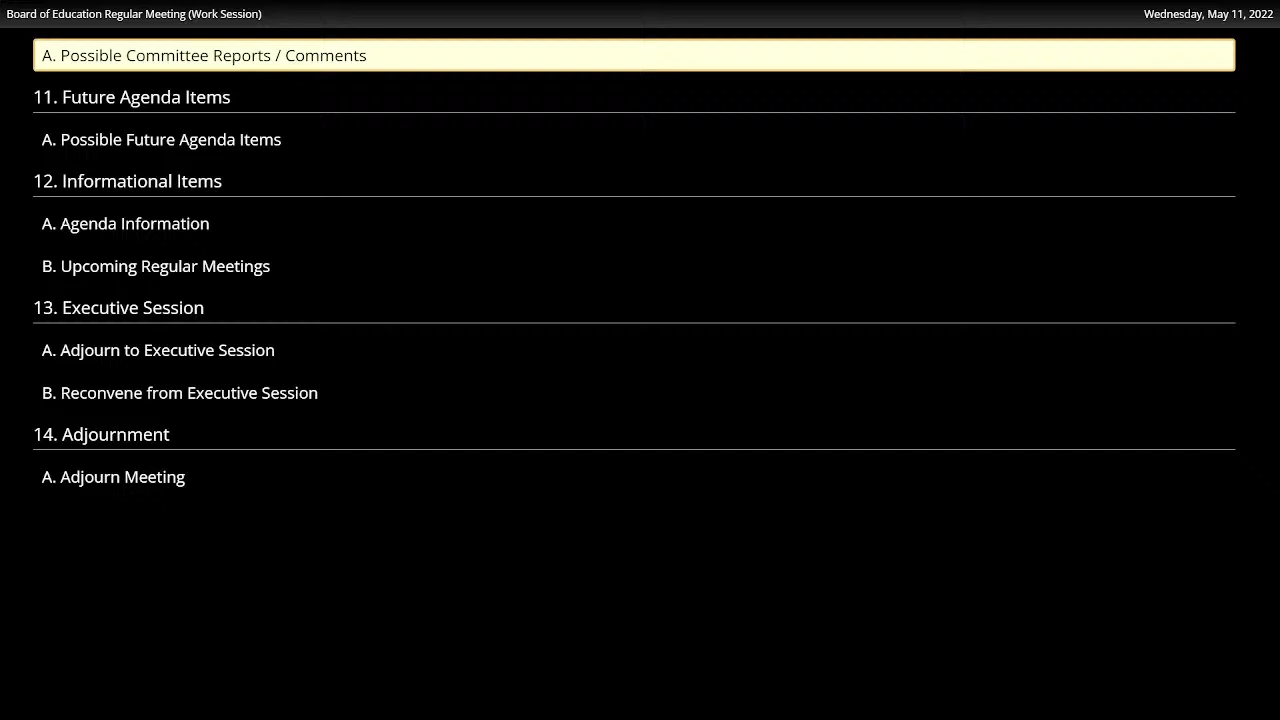 Board of Education Regular Meeting (Work Session)
Wednesday, May 11, 2022
A. Possible Committee Reports / Comments
11. Future Agenda Items
A. Possible Future Agenda Items
12. Informational Items
A. Agenda Information
B. Upcoming Regular Meetings
13. Executive Session
A. Adjourn to Executive Session
B. Reconvene from Executive Session
14. Adjournment
A. Adjourn Meeting